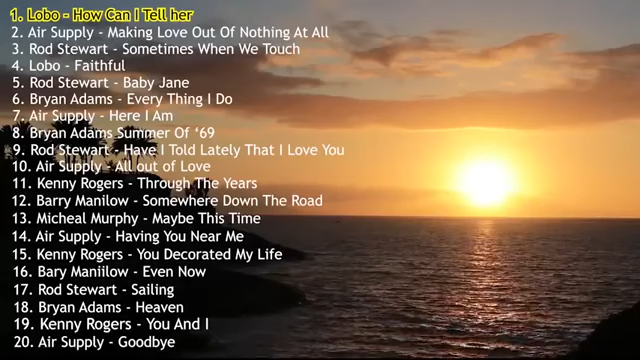 1. Lobo - How Can I Tell her
2. Air Supply - Making Love Out Of Nothing At All
3. Rod Stewart - Sometimes When We Touch
4. Lobo - Faithful
5. Rod Stewart - Baby Jane
6. Bryan Adams - Every Thing I Do
7. Air Supply - Here I Am
8. Bryan Adams Summer Of ‘69
9. Rod Stewart - Have I Told Lately That I Love You
10. Air Supply - All out of Love
11. Kenny Rogers - Through The Years
12. Barry Manilow - Somewhere Down The Road
13. Micheal Murphy - Maybe This Time
14. Air Supply - Having You Near Me
15. Kenny Rogers - You Decorated My Life
16. Bary Maniilow - Even Now
17. Rod Stewart - Sailing
18. Bryan Adams - Heaven
19. Kenny Rogers - You And I
20. Air Supply - Goodbye